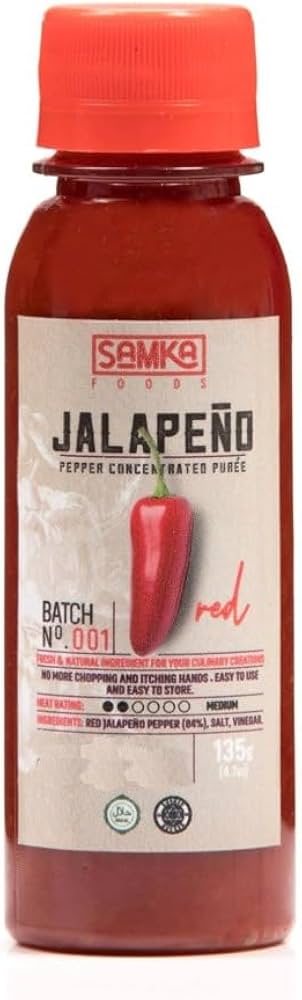 SAMKA
FOODS
JALAPEÑO
PEPPER CONCENTRATED PURÉE
BATCH
Nº.001
red
FRESH & NATURAL INGREDIENT FOR YOUR CULINARY CREATIONS
NO MORE CHOPPING AND ITCHING HANDS . EASY TO USE
AND EASY TO STORE.
HEAT RATING: MEDIUM
INGREDIENTS: RED JALAPEÑO PEPPER (84%), SALT, VINEGAR.
135g
(4.7oz)
حلال